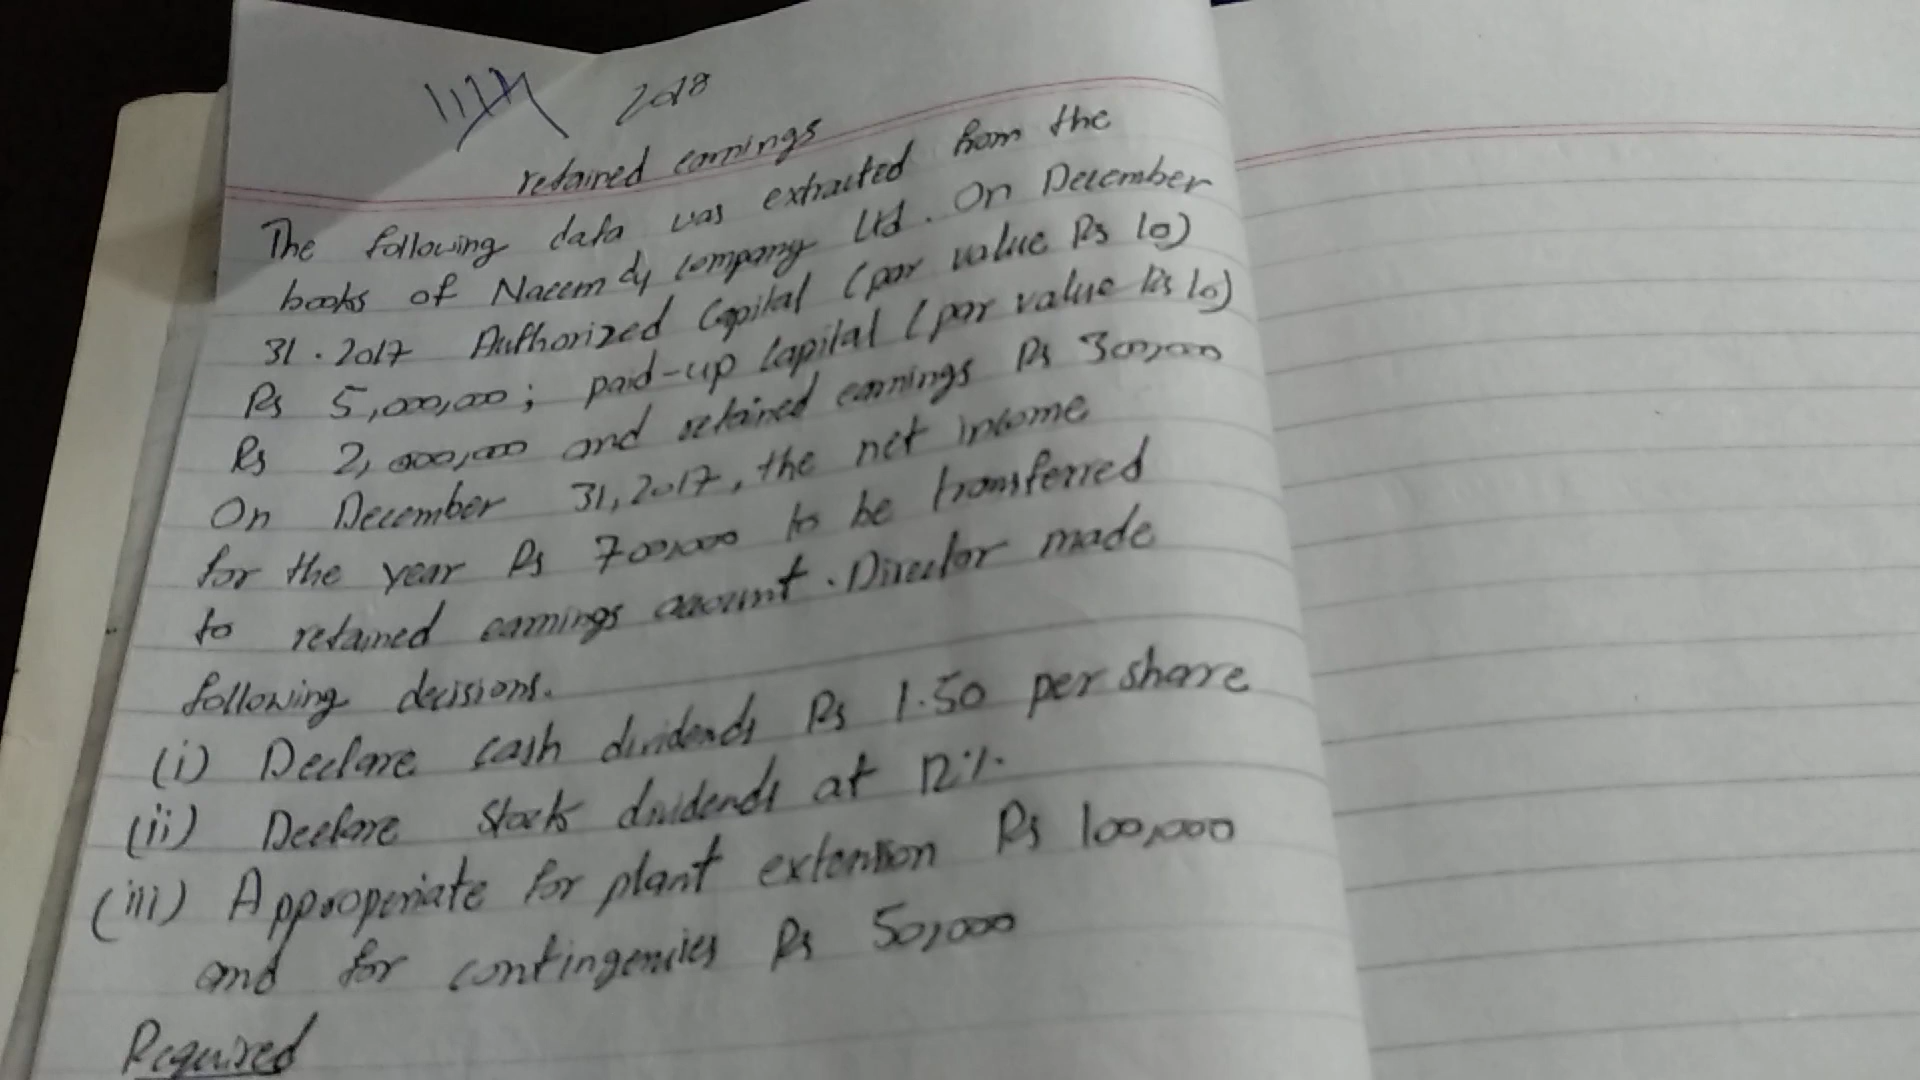 2018
retained earnings
The following data was extracted from the
books of Naeem dy company Ltd. On December
31. 2017 Authorized Capital (par value Rs 10)
Rs 5,000,000; paid-up Capital (par value Rs 10)
Rs 2,000,000 and retained earnings Rs 300,000
On December 31, 2017, the net income
for the year Rs 700,000 to be transferred
to retained earnings account. Director made
following decisions.
(i) Declare cash dividends Rs 1.50 per share
(ii) Declare Stock dividends at 12%.
(iii) Appropriate for plant extention Rs 100,000
and for contingencies Rs 50,000
Required